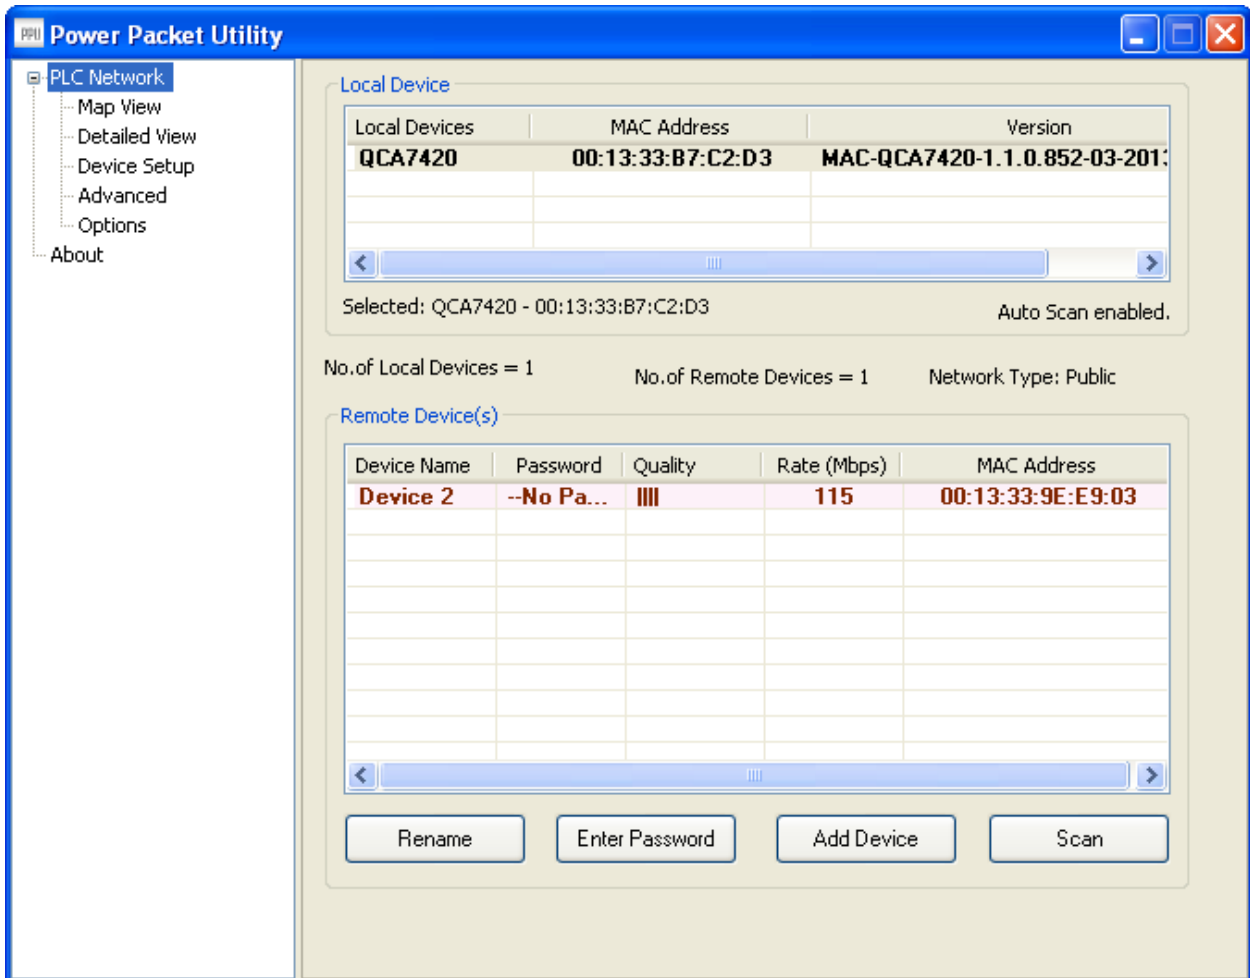 PPU Power Packet Utility
PLC Network
Map View
Detailed View
Device Setup
Advanced
Options
About
Local Device
Local Devices MAC Address Version
QCA7420 00:13:33:B7:C2:D3 MAC-QCA7420-1.1.0.852-03-201
Selected: QCA7420 - 00:13:33:B7:C2:D3
Auto Scan enabled.
No.of Local Devices = 1 No.of Remote Devices = 1 Network Type: Public
Remote Device(s)
Device Name Password Quality Rate (Mbps) MAC Address
Device 2 --No Pa... 115 00:13:33:9E:E9:03
Rename Enter Password Add Device Scan